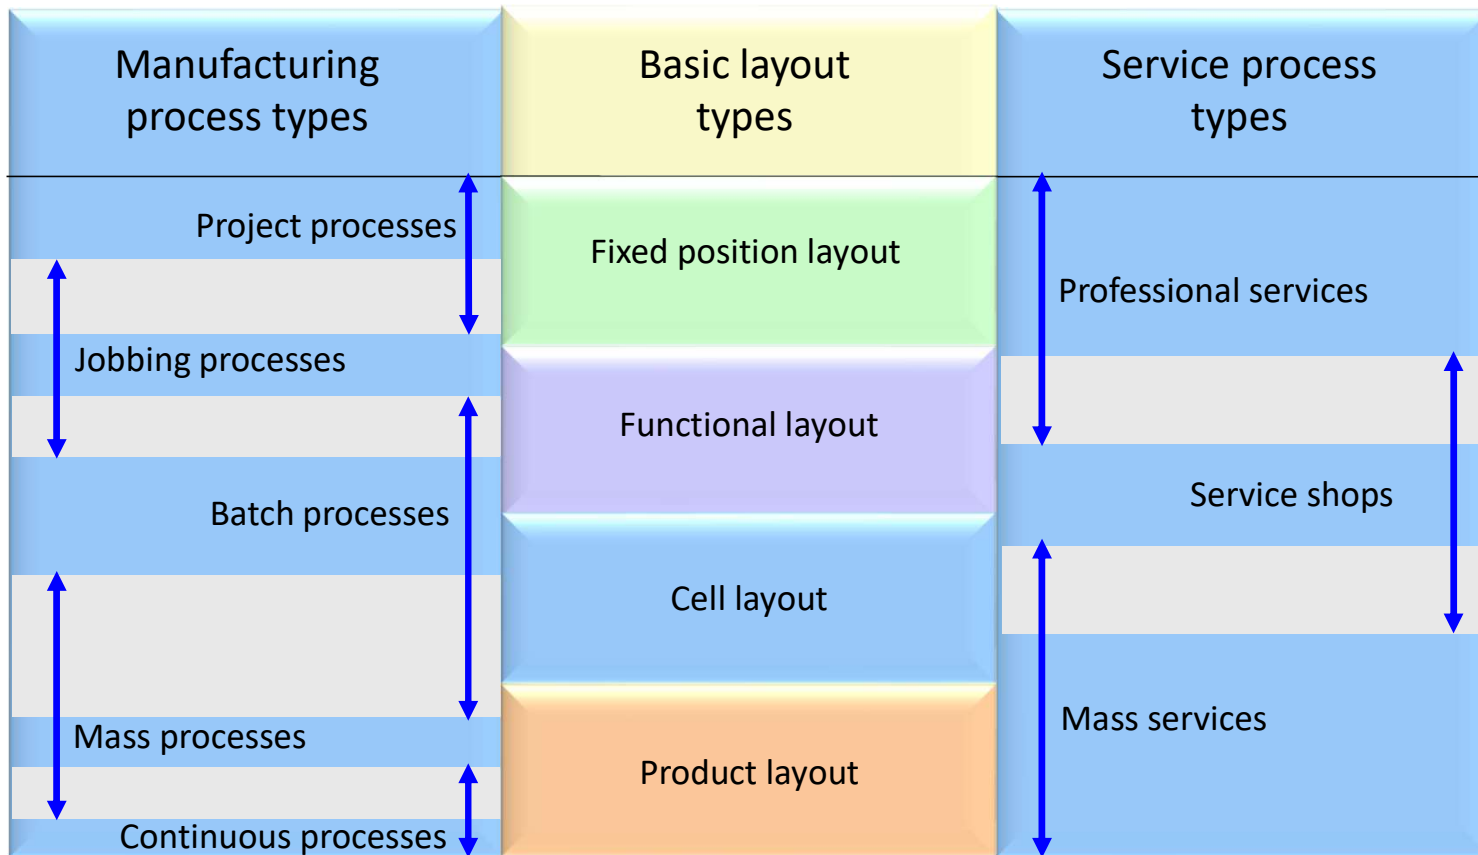 Manufacturing
process types
Basic layout
types
Service process
types
Project processes
Jobbing processes
Batch processes
Mass processes
Continuous processes
Fixed position layout
Functional layout
Cell layout
Product layout
Professional services
Service shops
Mass services